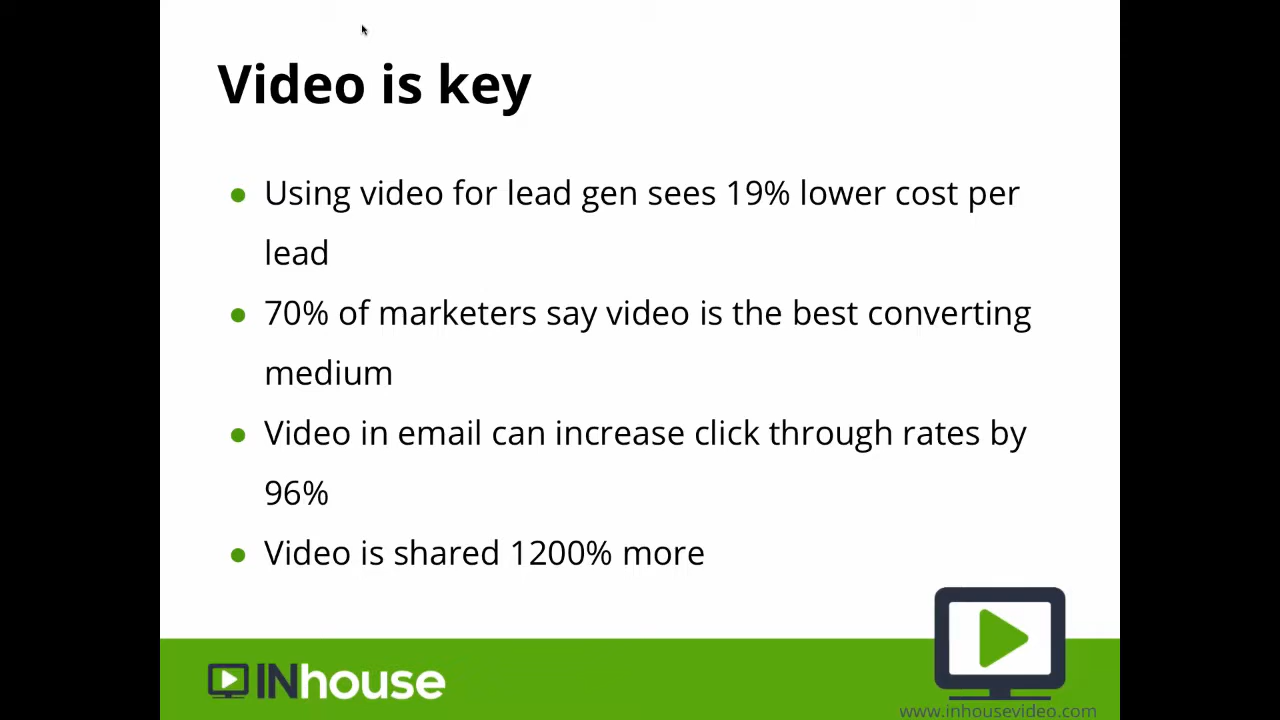 Video is key
● Using video for lead gen sees 19% lower cost per
lead
● 70% of marketers say video is the best converting
medium
● Video in email can increase click through rates by
96%
● Video is shared 1200% more
INhouse
www.inhousevideo.com